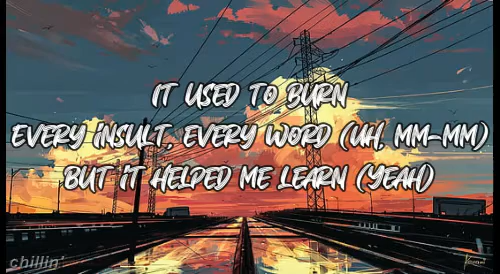 IT USED TO BURN
EVERY INSULT, EVERY WORD (UH, MM-MM)
BUT IT HELPED ME LEARN (YEAH)
chillin'